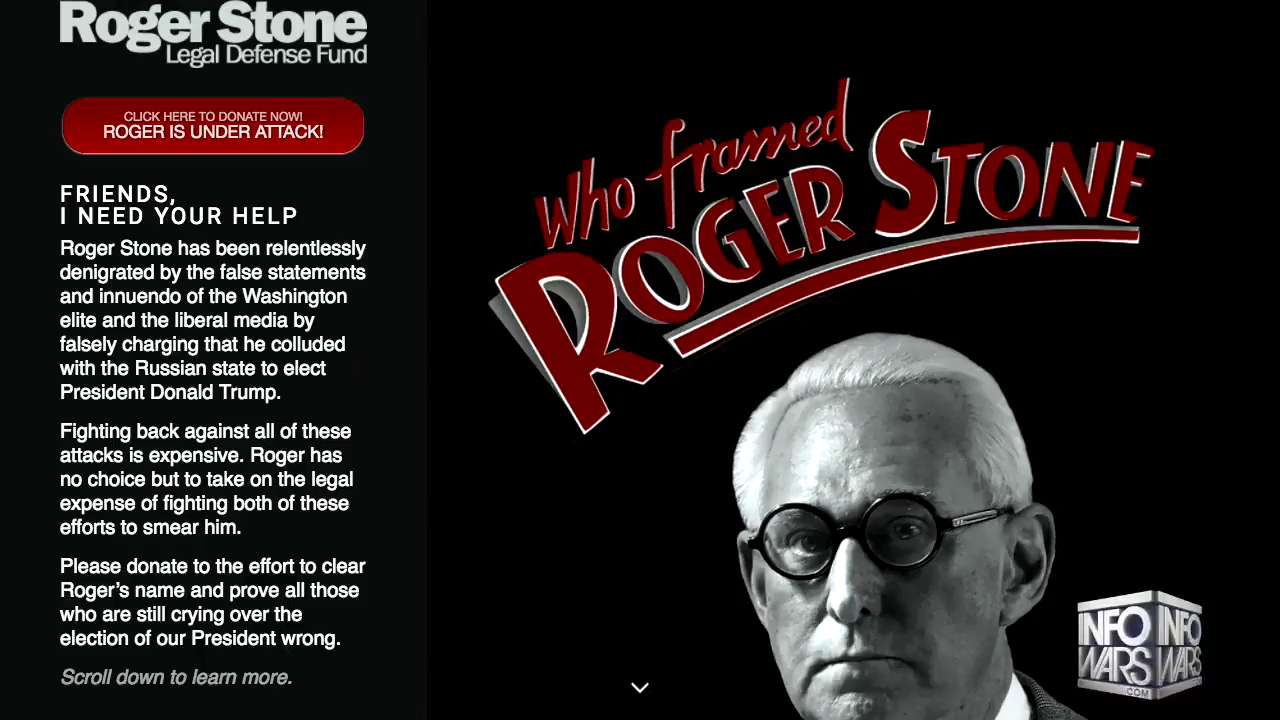 Roger Stone
Legal Defense Fund
CLICK HERE TO DONATE NOW!
ROGER IS UNDER ATTACK!
FRIENDS,
I NEED YOUR HELP
Roger Stone has been relentlessly
denigrated by the false statements
and innuendo of the Washington
elite and the liberal media by
falsely charging that he colluded
with the Russian state to elect
President Donald Trump.
Fighting back against all of these
attacks is expensive. Roger has
no choice but to take on the legal
expense of fighting both of these
efforts to smear him.
Please donate to the effort to clear
Roger’s name and prove all those
who are still crying over the
election of our President wrong.
Scroll down to learn more.
who framed
ROGER STONE
INFO
WARS
.COM
INFO
WARS